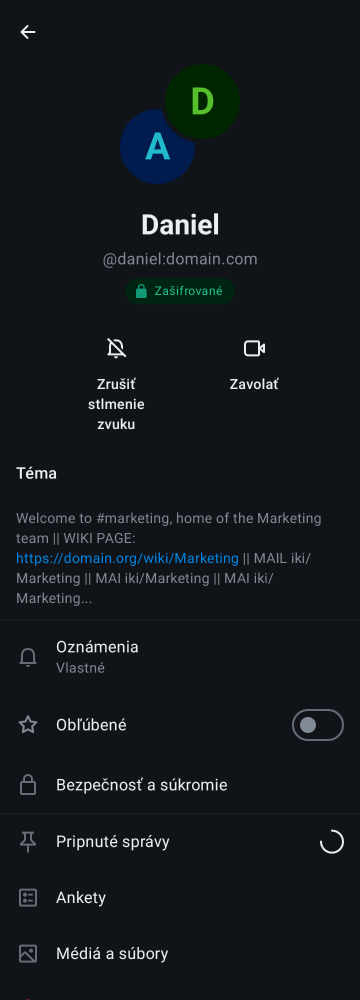 D
A
Daniel
@daniel:domain.com
Zašifrované
Zrušiť
stlmenie
zvuku
Zavolať
Téma
Welcome to #marketing, home of the Marketing
team || WIKI PAGE:
https://domain.org/wiki/Marketing || MAIL iki/
Marketing || MAI iki/Marketing || MAI iki/
Marketing...
Oznámenia
Vlastné
Obľúbené
Bezpečnosť a súkromie
Pripnuté správy
Ankety
Médiá a súbory